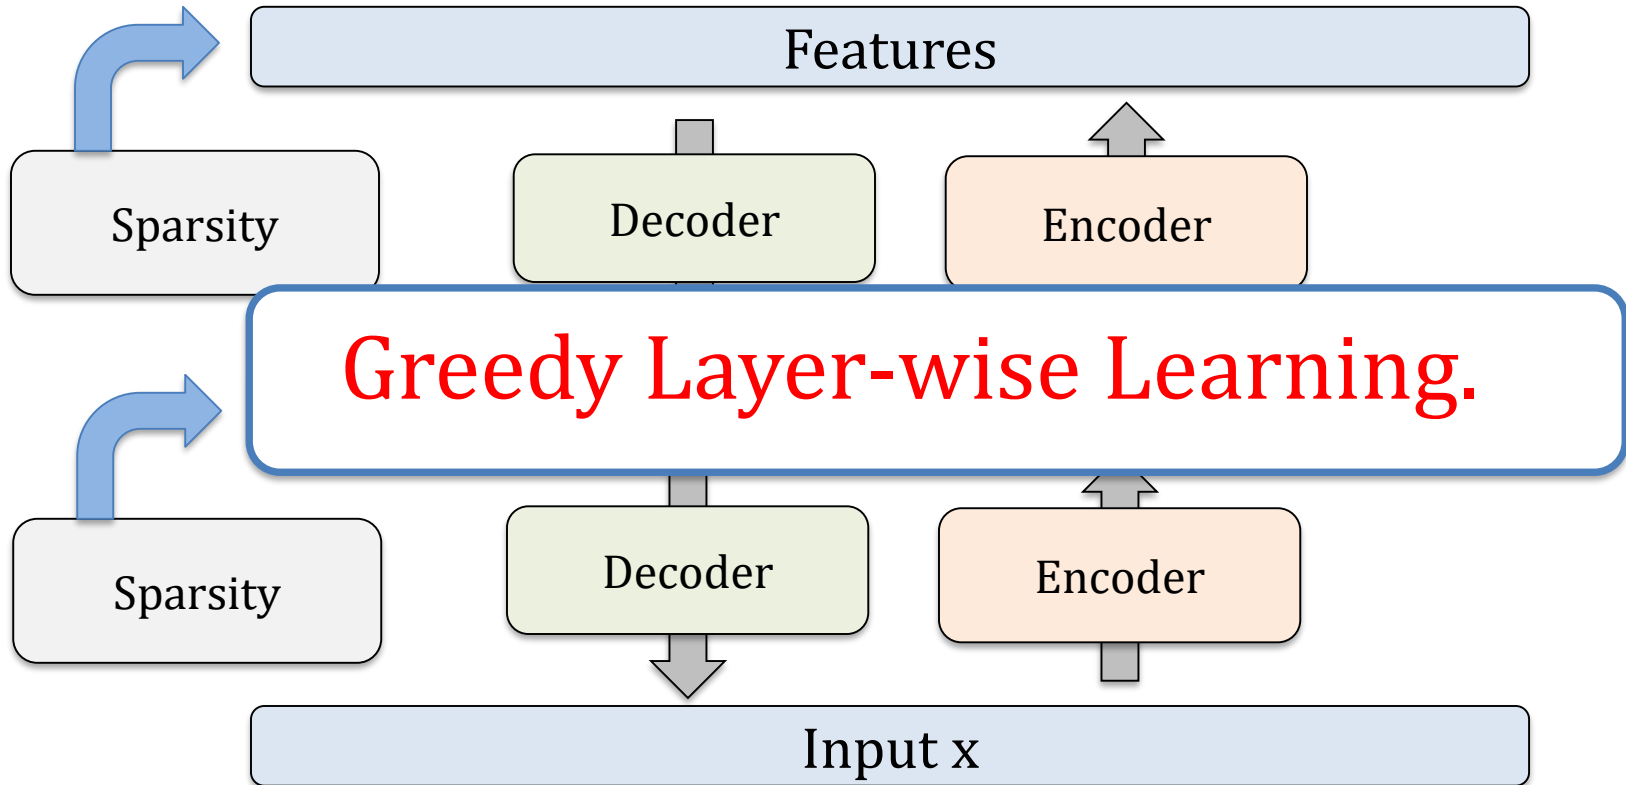 Features
Sparsity
Decoder
Encoder
Greedy Layer-wise Learning.
Sparsity
Decoder
Encoder
Input x